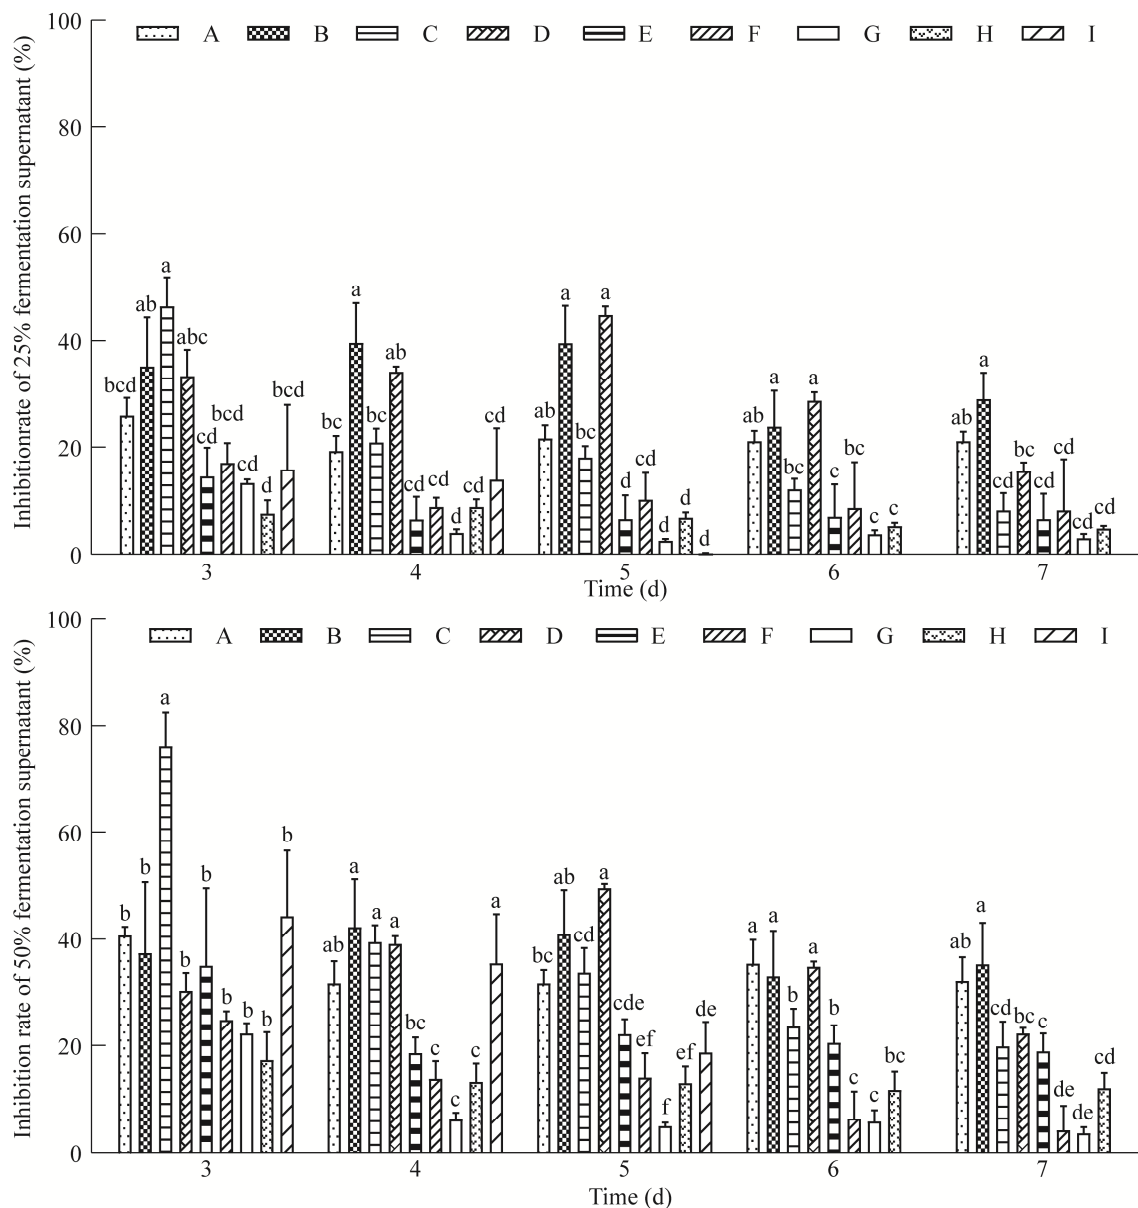 Inhibitionrate of 25% fermentation supernatant (%)
100
80
60
40
20
0
A B C D E F G H I
bcd ab a abc cd bcd cd d bcd
bc a bc ab cd cd d cd cd
ab a bc a d cd d d d
ab a bc a c bc c c
ab a cd bc cd d cd cd
3 4 5 6 7
Time (d)
Inhibition rate of 50% fermentation supernatant (%)
100
80
60
40
20
0
A B C D E F G H I
b b a b b b b b b
ab a a a bc c c c a
bc ab cd a cde ef f ef de
a a b a b c c bc
ab a cd bc c de de cd
3 4 5 6 7
Time (d)